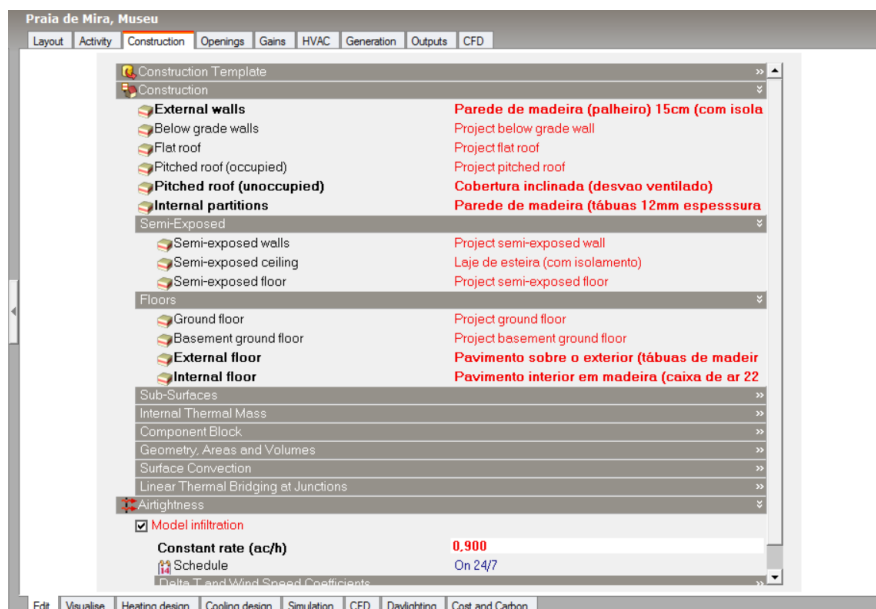 Praia de Mira, Museu
Layout Activity Construction Openings Gains HVAC Generation Outputs CFD
Construction Template
Construction
External walls Parede de madeira (palheiro) 15cm (com isola
Below grade walls Project below grade wall
Flat roof Project flat roof
Pitched roof (occupied) Project pitched roof
Pitched roof (unoccupied) Cobertura inclinada (desvao ventilado)
Internal partitions Parede de madeira (tábuas 12mm espesssura
Semi-Exposed
Semi-exposed walls Project semi-exposed wall
Semi-exposed ceiling Laje de esteira (com isolamento)
Semi-exposed floor Project semi-exposed floor
Floors
Ground floor Project ground floor
Basement ground floor Project basement ground floor
External floor Pavimento sobre o exterior (tábuas de madeir
Internal floor Pavimento interior em madeira (caixa de ar 22
Sub-Surfaces
Internal Thermal Mass
Component Block
Geometry, Areas and Volumes
Surface Convection
Linear Thermal Bridging at Junctions
Airtightness
Model infiltration
Constant rate (ac/h) 0,900
Schedule On 24/7
Delta T and Wind Speed Coefficients
Edit Visualise Heating design Cooling design Simulation CFD Daylighting Cost and Carbon